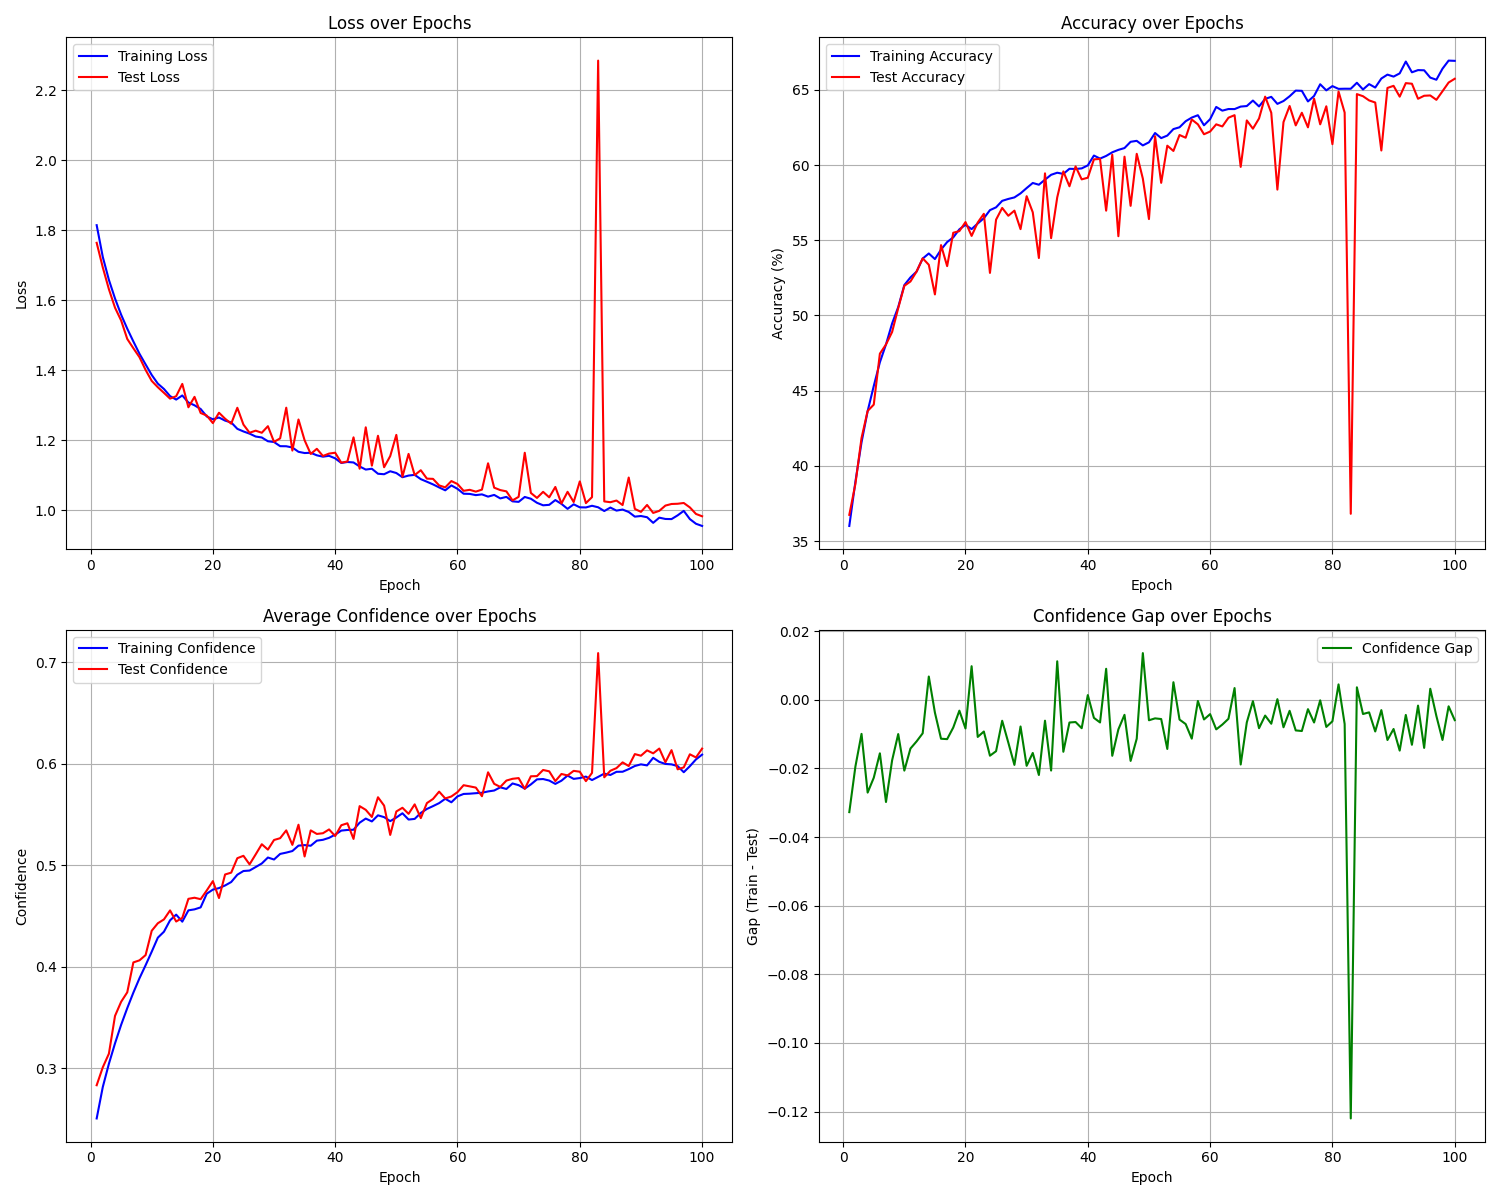 Loss over Epochs
Training Loss
Test Loss
2.2
2.0
1.8
1.6
1.4
1.2
1.0
Loss
0 20 40 60 80 100
Epoch
Accuracy over Epochs
Training Accuracy
Test Accuracy
65
60
55
50
45
40
35
Accuracy (%)
0 20 40 60 80 100
Epoch
Average Confidence over Epochs
Training Confidence
Test Confidence
0.7
0.6
0.5
0.4
0.3
Confidence
0 20 40 60 80 100
Epoch
Confidence Gap over Epochs
Confidence Gap
0.02
0.00
−0.02
−0.04
−0.06
−0.08
−0.10
−0.12
Gap (Train - Test)
0 20 40 60 80 100
Epoch